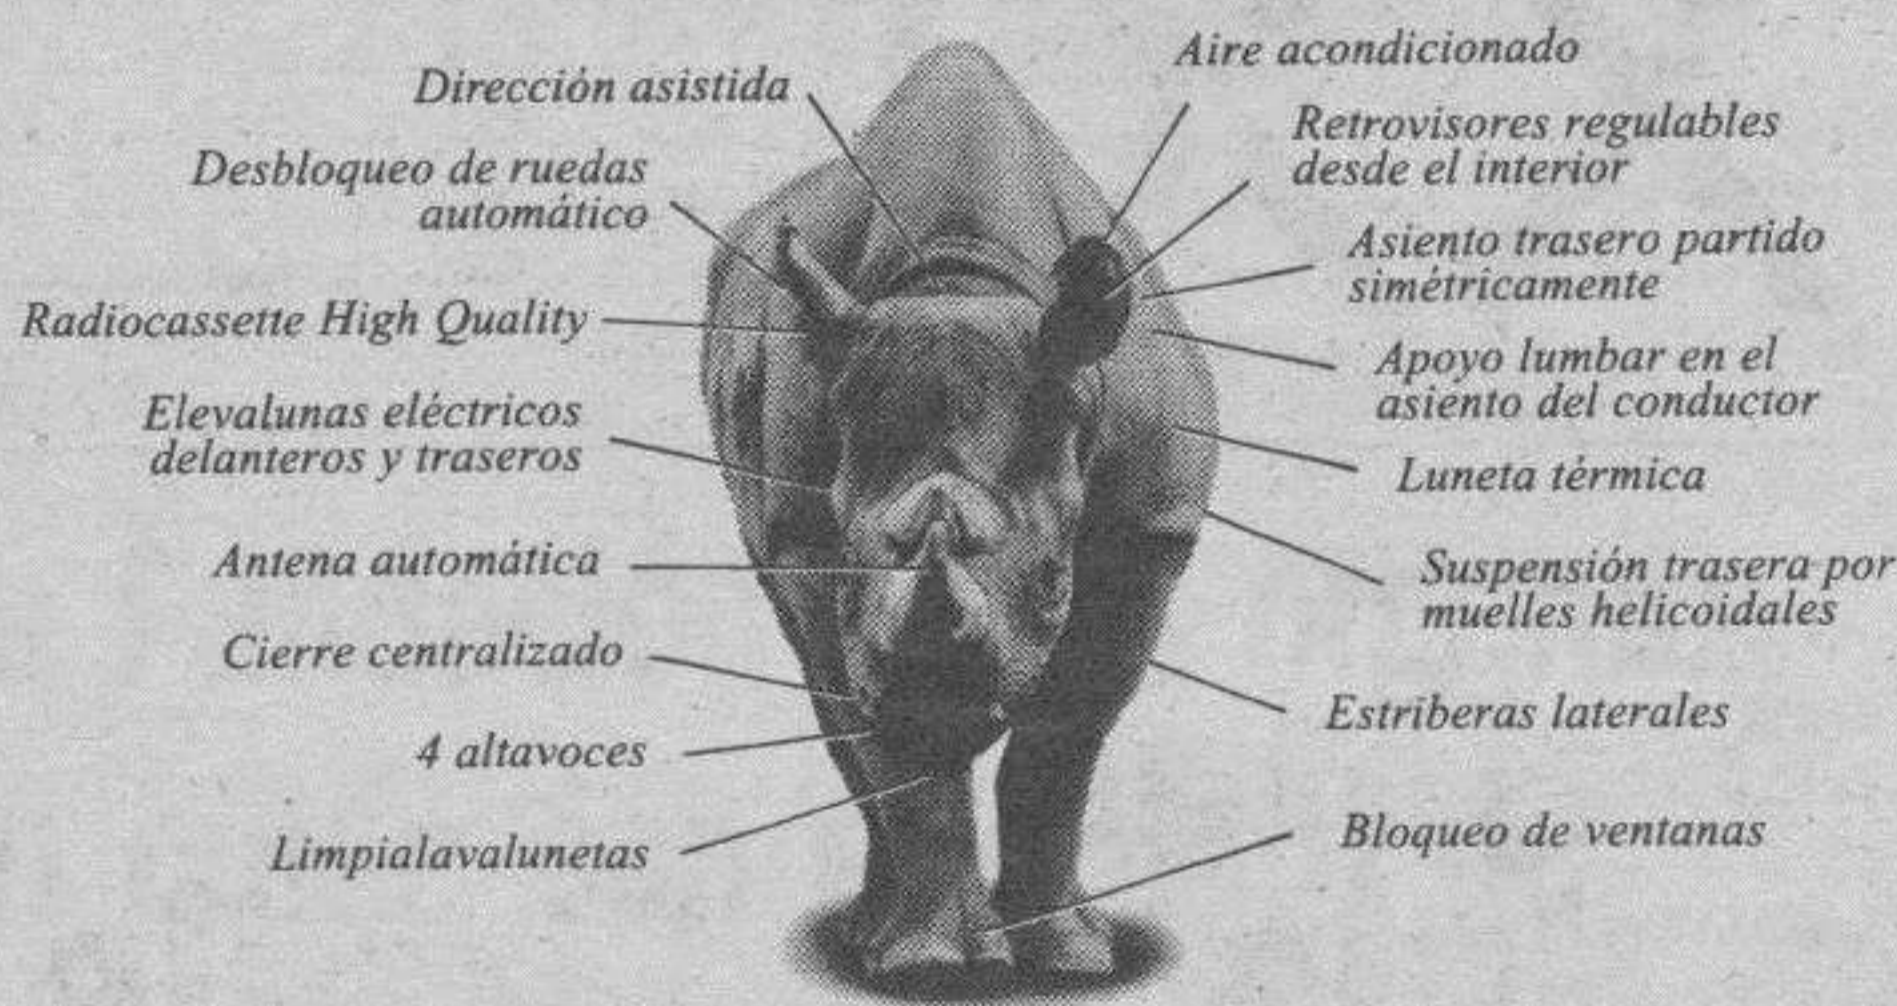 Dirección asistida
Desbloqueo de ruedas
automático
Radiocassette High Quality
Elevalunas eléctricos
delanteros y traseros
Antena automática
Cierre centralizado
4 altavoces
Limpialavalunetas
Aire acondicionado
Retrovisores regulables
desde el interior
Asiento trasero partido
simétricamente
Apoyo lumbar en el
asiento del conductor
Luneta térmica
Suspensión trasera por
muelles helicoidales
Estriberas laterales
Bloqueo de ventanas